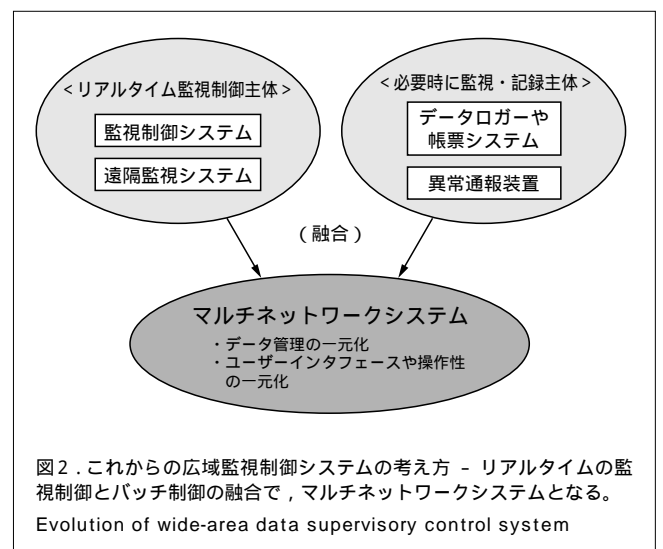 <リアルタイム監視制御主体>
監視制御システム
遠隔監視システム
<必要時に監視・記録主体>
データロガーや
帳票システム
異常通報装置
(融合)
マルチネットワークシステム
・データ管理の一元化
・ユーザーインタフェースや操作性
の一元化
図2.これからの広域監視制御システムの考え方 − リアルタイムの監
視制御とバッチ制御の融合で,マルチネットワークシステムとなる。
Evolution of wide-area data supervisory control system